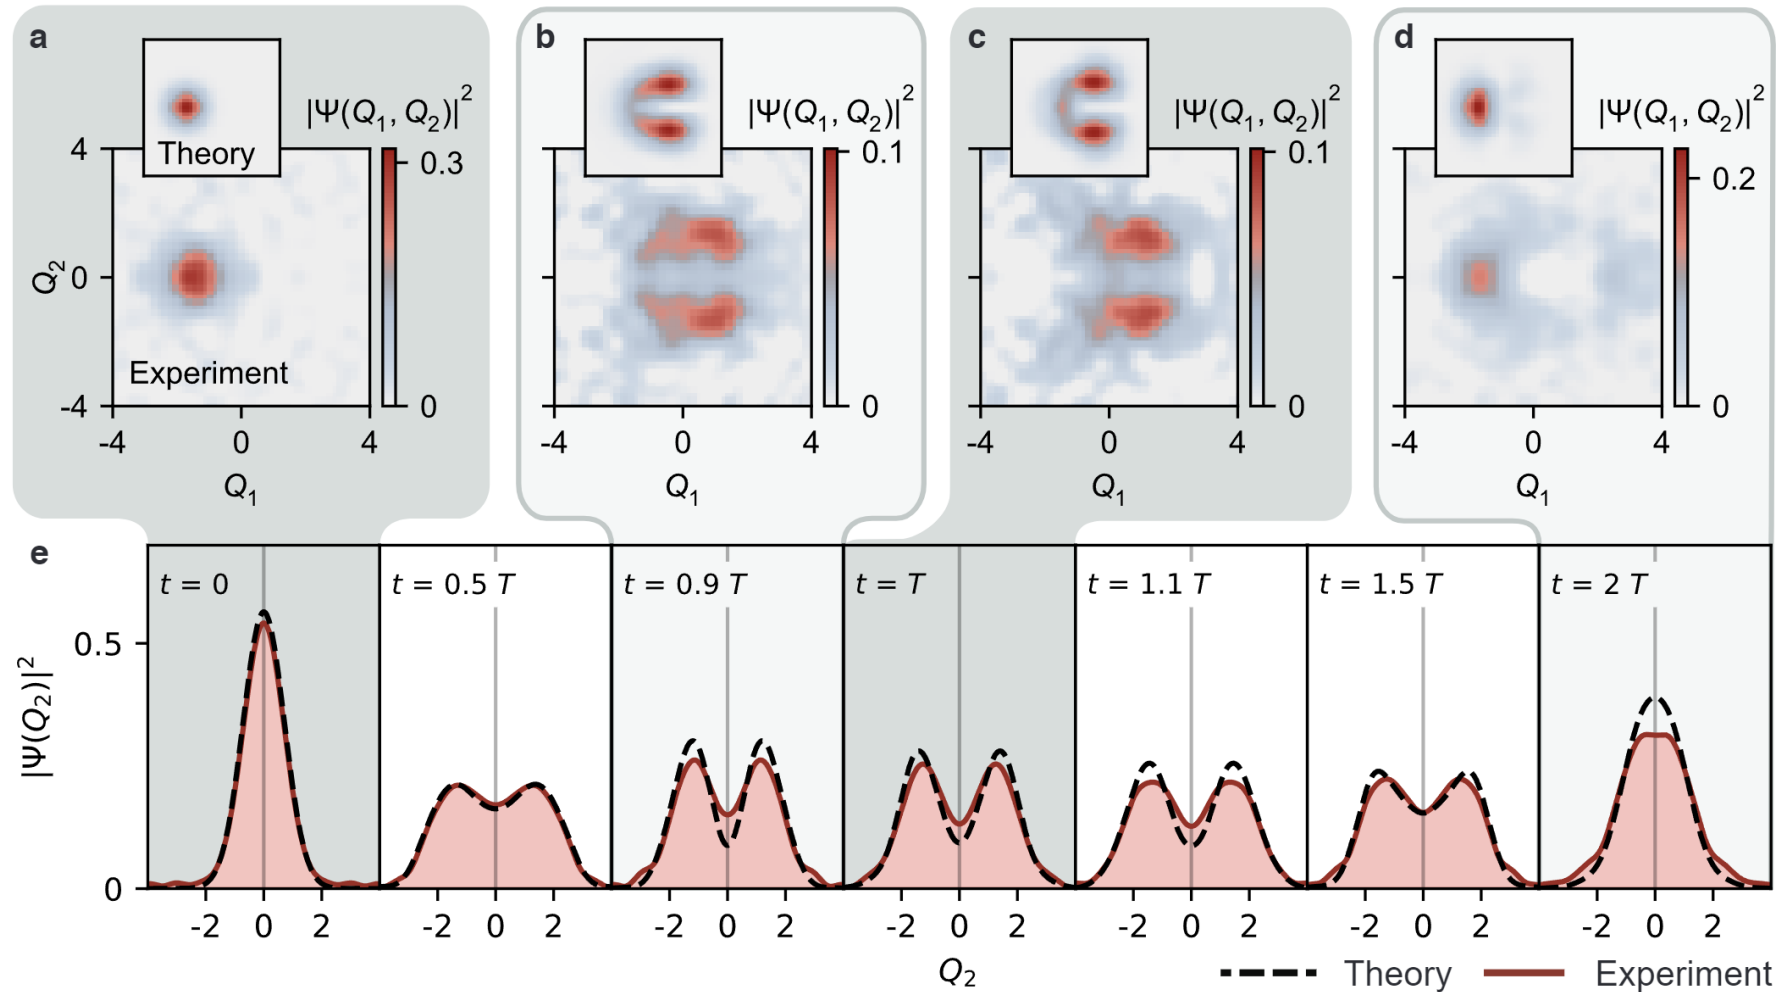 a
b
c
d
|Ψ(Q₁, Q₂)|²
|Ψ(Q₁, Q₂)|²
|Ψ(Q₁, Q₂)|²
|Ψ(Q₁, Q₂)|²
Theory
4
0.3
0.1
0.1
0.2
Q₂
0
Experiment
-4
0
0
0
0
-4 0 4
-4 0 4
-4 0 4
-4 0 4
Q₁
Q₁
Q₁
Q₁
e
t = 0
t = 0.5 T
t = 0.9 T
t = T
t = 1.1 T
t = 1.5 T
t = 2 T
0.5
|Ψ(Q₂)|²
0
-2 0 2
-2 0 2
-2 0 2
-2 0 2
-2 0 2
-2 0 2
-2 0 2
Q₂
Theory
Experiment